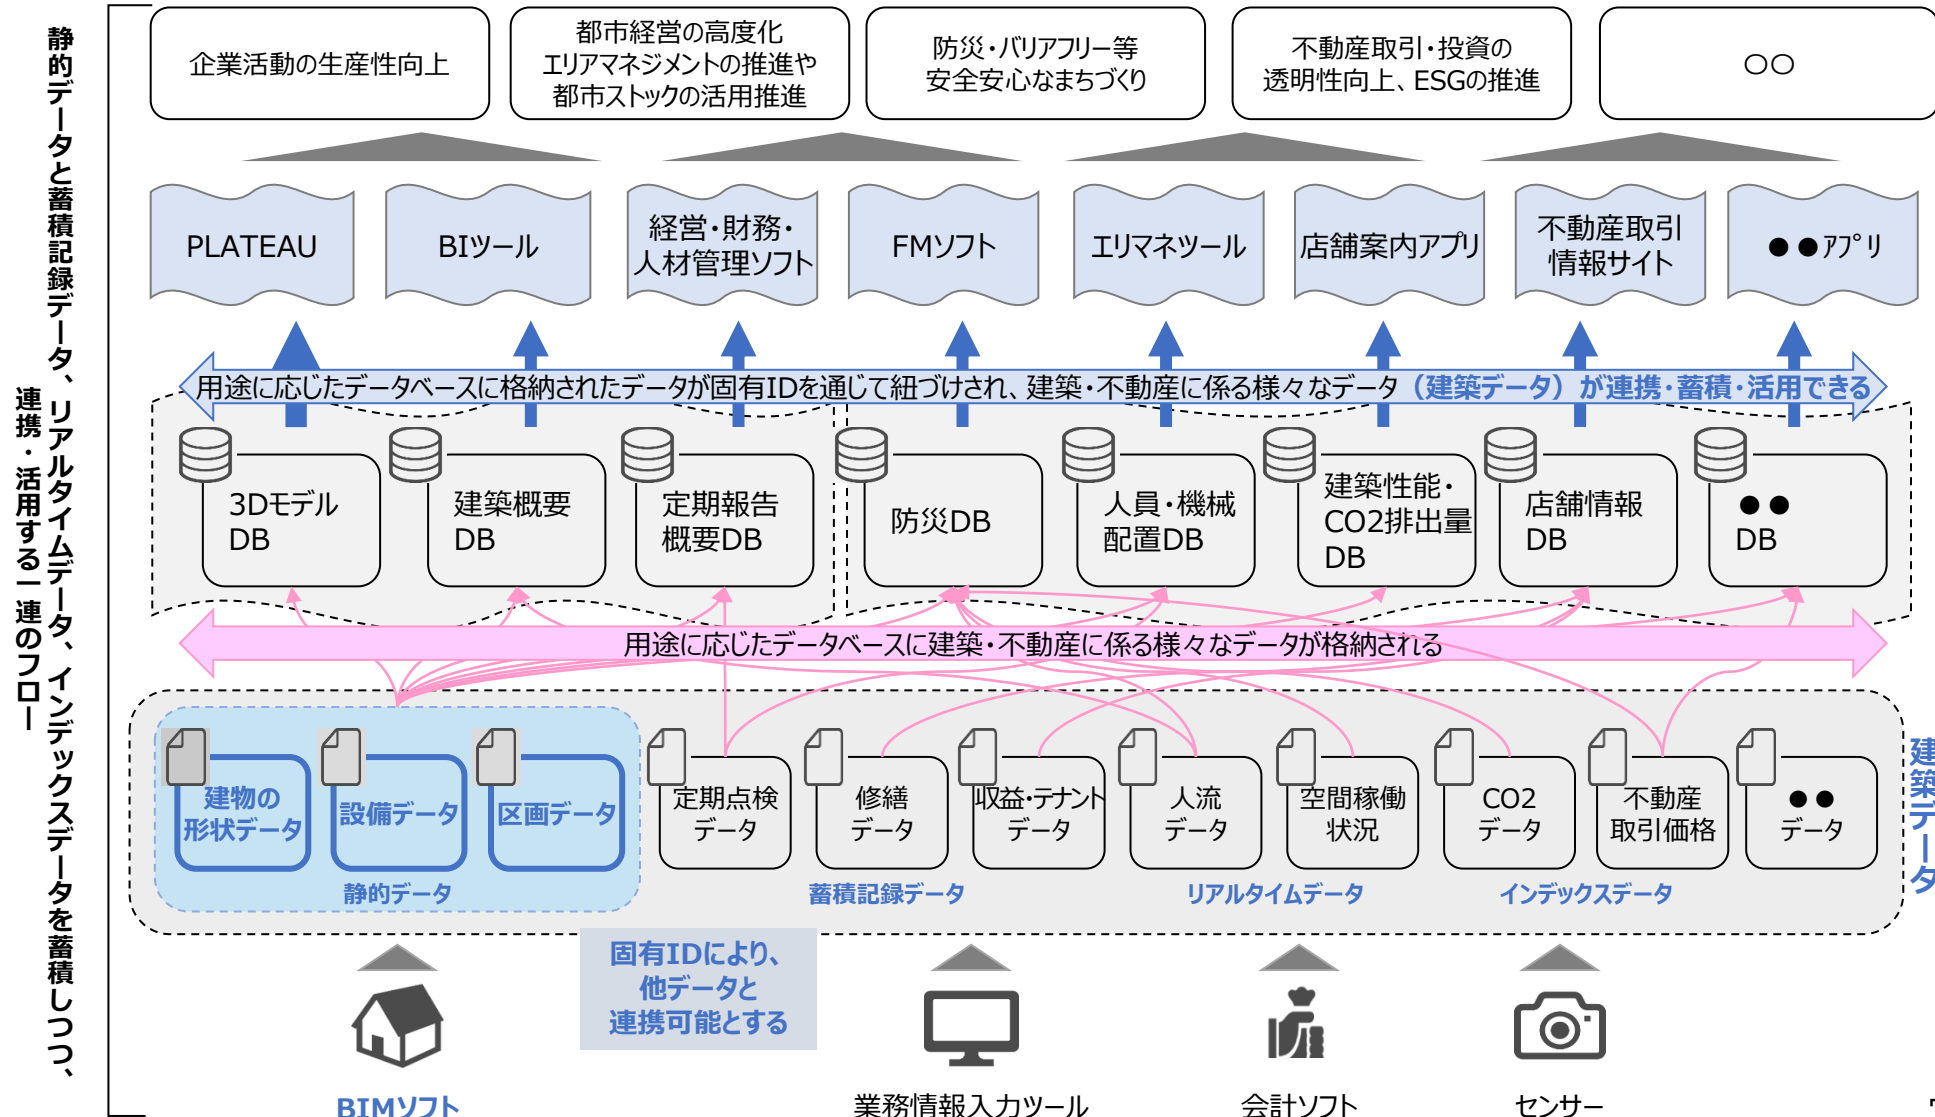 静的データと蓄積記録データ、リアルタイムデータ、インデックスデータを蓄積しつつ、
連携・活用する一連のフロー
企業活動の生産性向上
都市経営の高度化
エリアマネジメントの推進や
都市ストックの活用推進
防災・バリアフリー等
安全安心なまちづくり
不動産取引・投資の
透明性向上、ESGの推進
○○
PLATEAU
BIツール
経営・財務・
人材管理ソフト
FMソフト
エリマネツール
店舗案内アプリ
不動産取引
情報サイト
●●アプリ
用途に応じたデータベースに格納されたデータが固有IDを通じて紐づけされ、建築・不動産に係る様々なデータ（建築データ）が連携・蓄積・活用できる
3Dモデル
DB
建築概要
DB
定期報告
概要DB
防災DB
人員・機械
配置DB
建築性能・
CO2排出量
DB
店舗情報
DB
●●
DB
用途に応じたデータベースに建築・不動産に係る様々なデータが格納される
建物の
形状データ
設備データ
区画データ
定期点検
データ
修繕
データ
収益・テナント
データ
人流
データ
空間稼働
状況
CO2
データ
不動産
取引価格
●●
データ
静的データ
蓄積記録データ
リアルタイムデータ
インデックスデータ
建築データ
固有IDにより、
他データと
連携可能とする
BIMソフト
業務情報入力ツール
会計ソフト
センサー